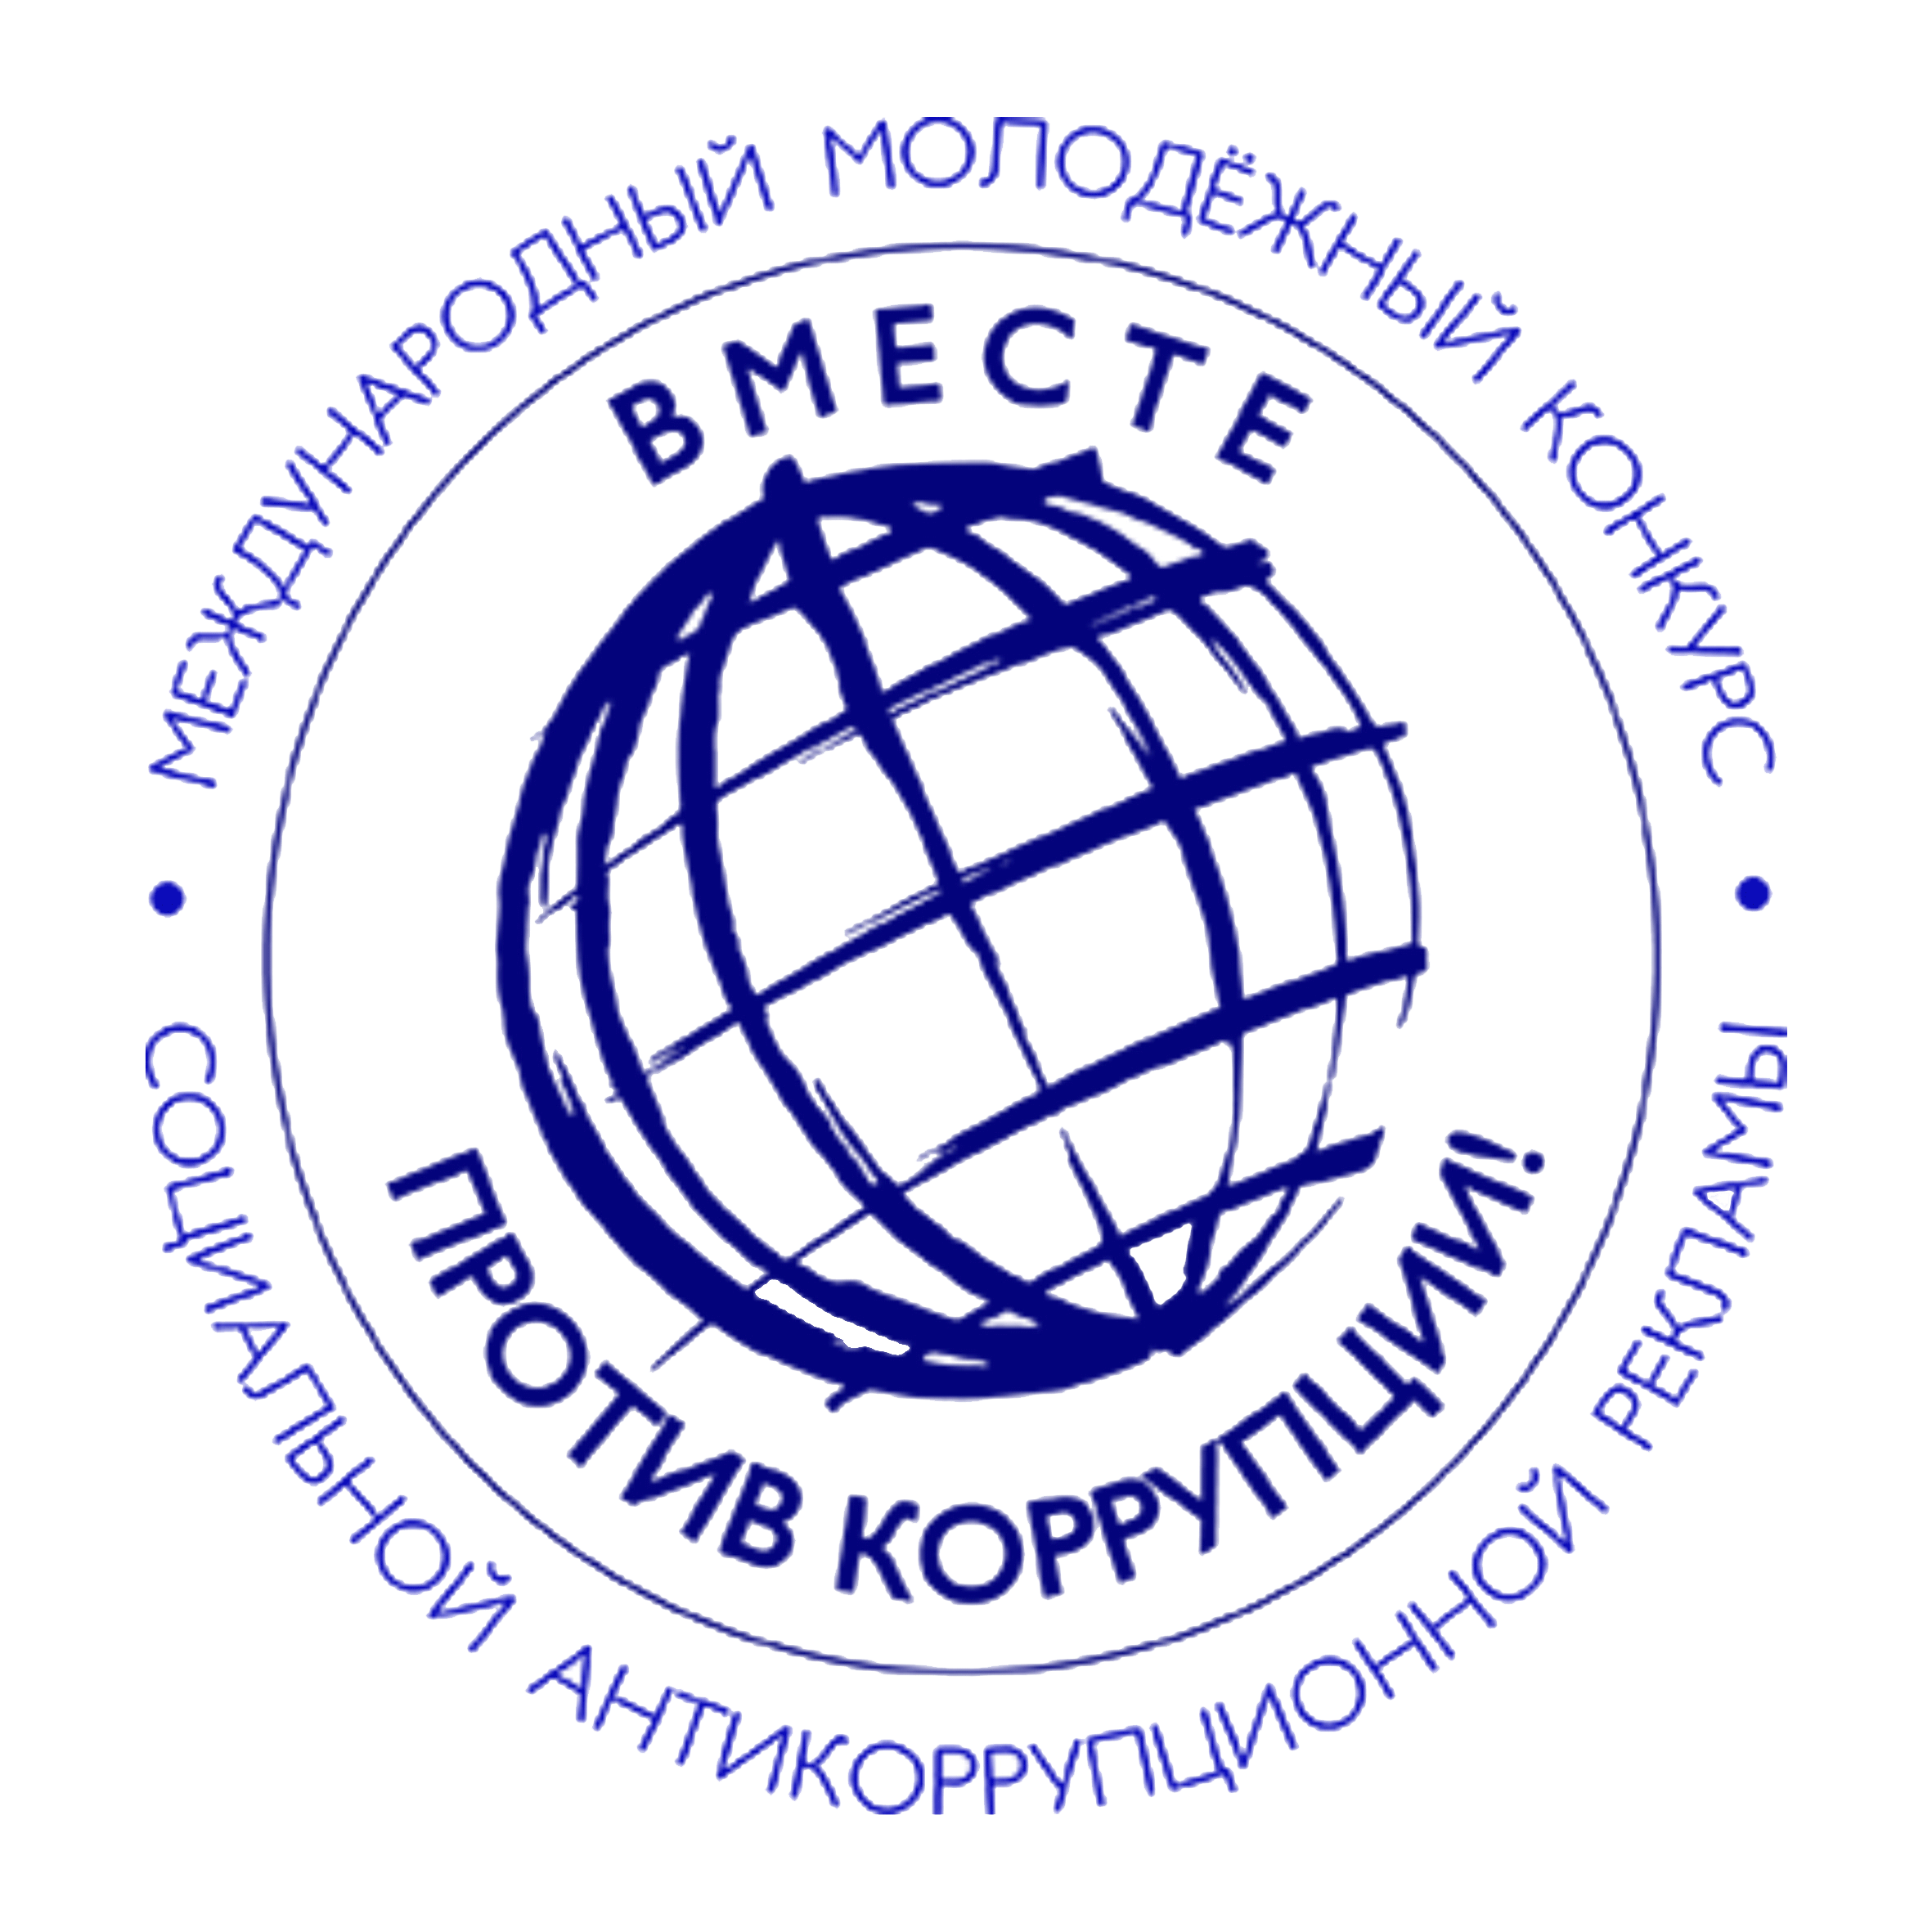 МЕЖДУНАРОДНЫЙ МОЛОДЁЖНЫЙ КОНКУРС
СОЦИАЛЬНОЙ АНТИКОРРУПЦИОННОЙ РЕКЛАМЫ
ВМЕСТЕ
ПРОТИВ КОРРУПЦИИ!